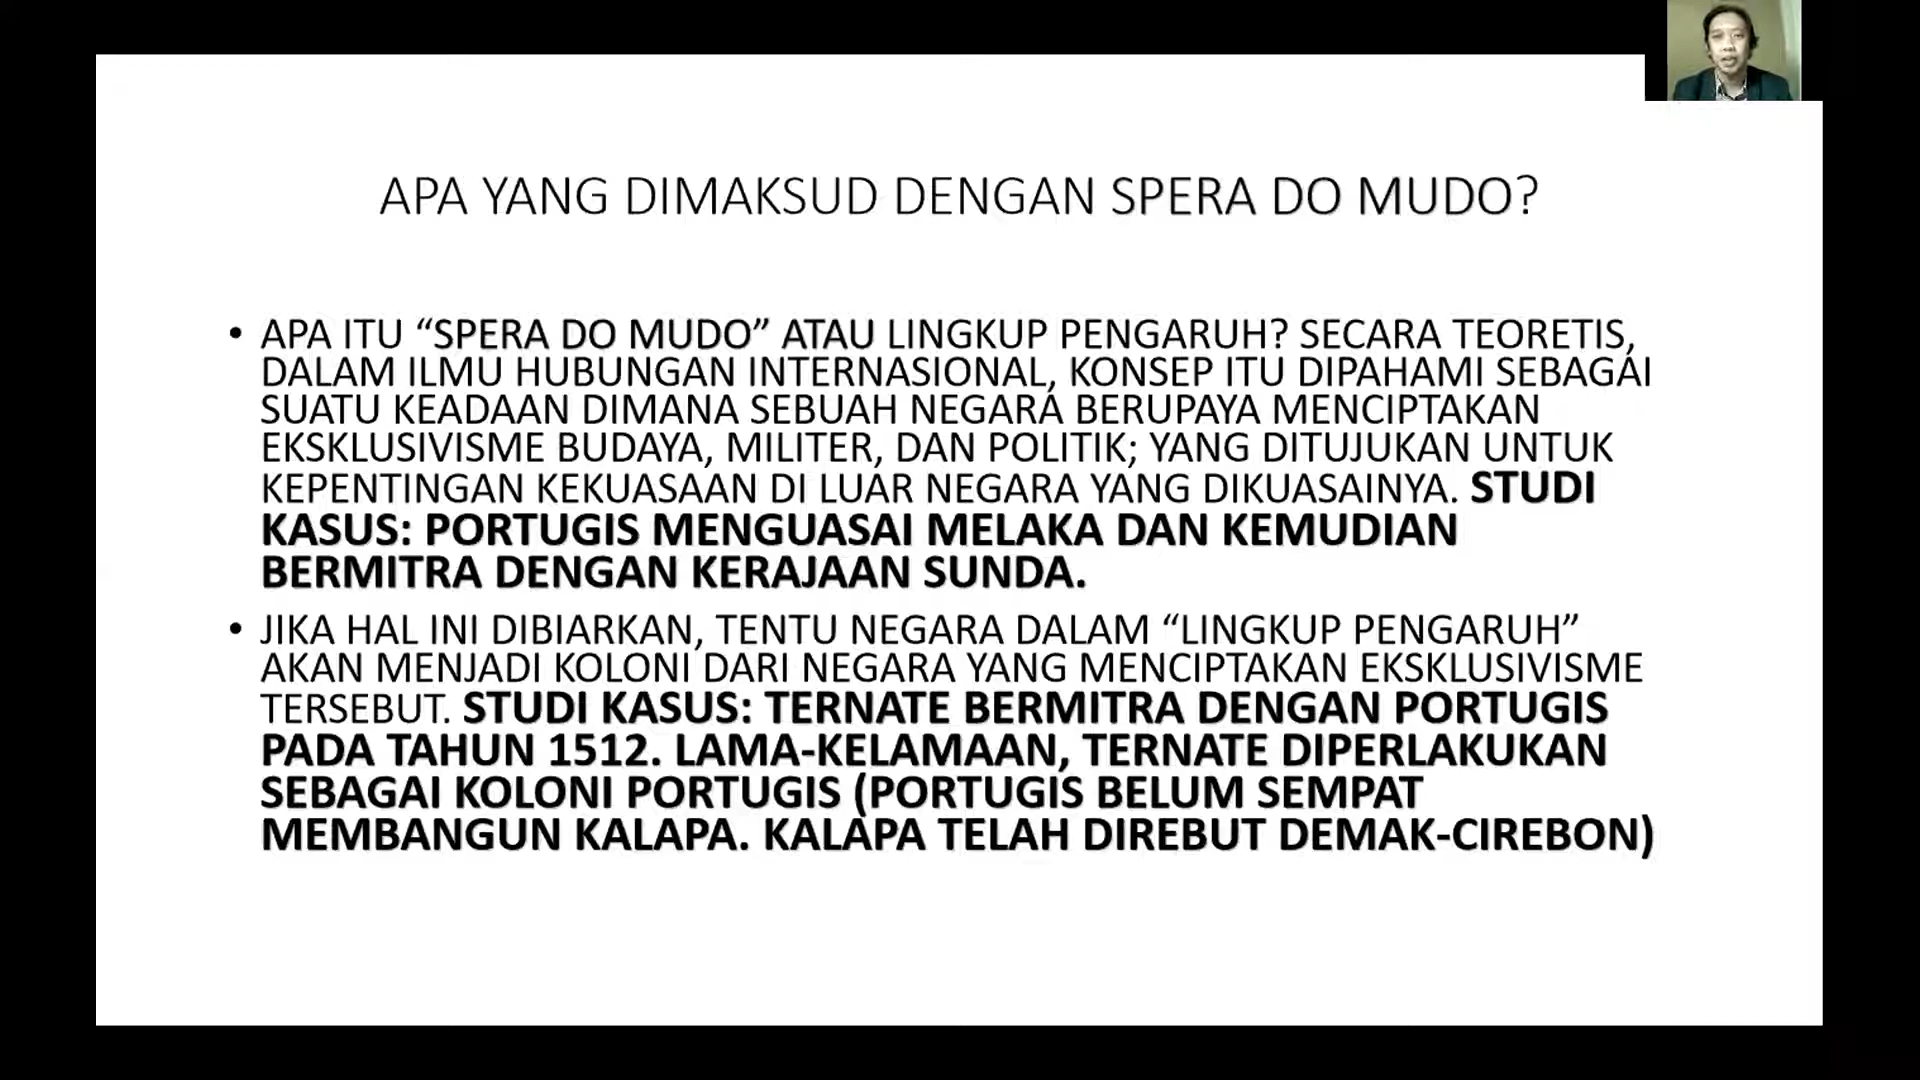 APA YANG DIMAKSUD DENGAN SPERA DO MUDO?
• APA ITU “SPERA DO MUDO” ATAU LINGKUP PENGARUH? SECARA TEORETIS,
DALAM ILMU HUBUNGAN INTERNASIONAL, KONSEP ITU DIPAHAMI SEBAGAI
SUATU KEADAAN DIMANA SEBUAH NEGARA BERUPAYA MENCIPTAKAN
EKSKLUSIVISME BUDAYA, MILITER, DAN POLITIK; YANG DITUJUKAN UNTUK
KEPENTINGAN KEKUASAAN DI LUAR NEGARA YANG DIKUASAINYA. STUDI
KASUS: PORTUGIS MENGUASAI MELAKA DAN KEMUDIAN
BERMITRA DENGAN KERAJAAN SUNDA.
• JIKA HAL INI DIBIARKAN, TENTU NEGARA DALAM “LINGKUP PENGARUH”
AKAN MENJADI KOLONI DARI NEGARA YANG MENCIPTAKAN EKSKLUSIVISME
TERSEBUT. STUDI KASUS: TERNATE BERMITRA DENGAN PORTUGIS
PADA TAHUN 1512. LAMA-KELAMAAN, TERNATE DIPERLAKUKAN
SEBAGAI KOLONI PORTUGIS (PORTUGIS BELUM SEMPAT
MEMBANGUN KALAPA. KALAPA TELAH DIREBUT DEMAK-CIREBON)